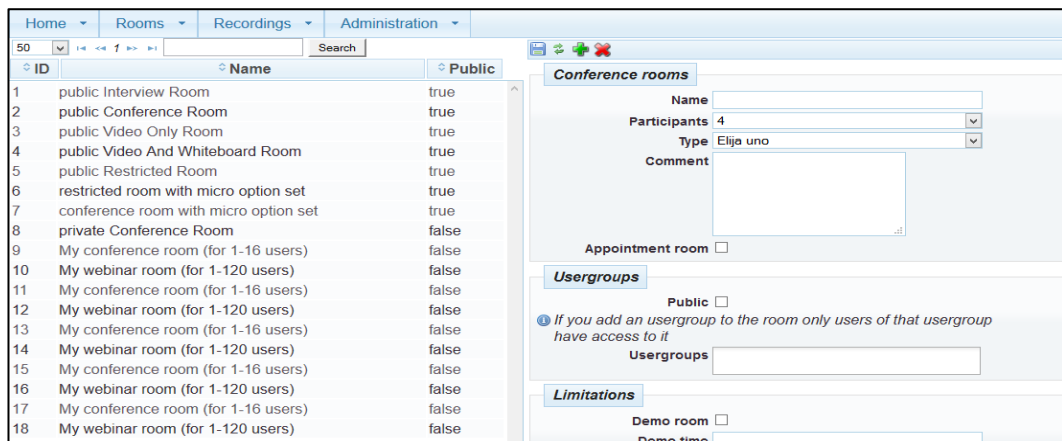 Home Rooms Recordings Administration
50 1 Search
ID Name Public
1 public Interview Room true
2 public Conference Room true
3 public Video Only Room true
4 public Video And Whiteboard Room true
5 public Restricted Room true
6 restricted room with micro option set true
7 conference room with micro option set true
8 private Conference Room false
9 My conference room (for 1-16 users) false
10 My webinar room (for 1-120 users) false
11 My conference room (for 1-16 users) false
12 My webinar room (for 1-120 users) false
13 My conference room (for 1-16 users) false
14 My webinar room (for 1-120 users) false
15 My conference room (for 1-16 users) false
16 My webinar room (for 1-120 users) false
17 My conference room (for 1-16 users) false
18 My webinar room (for 1-120 users) false
Conference rooms
Name
Participants 4
Type Elija uno
Comment
Appointment room
Usergroups
Public
If you add an usergroup to the room only users of that usergroup
have access to it
Usergroups
Limitations
Demo room
Demo time